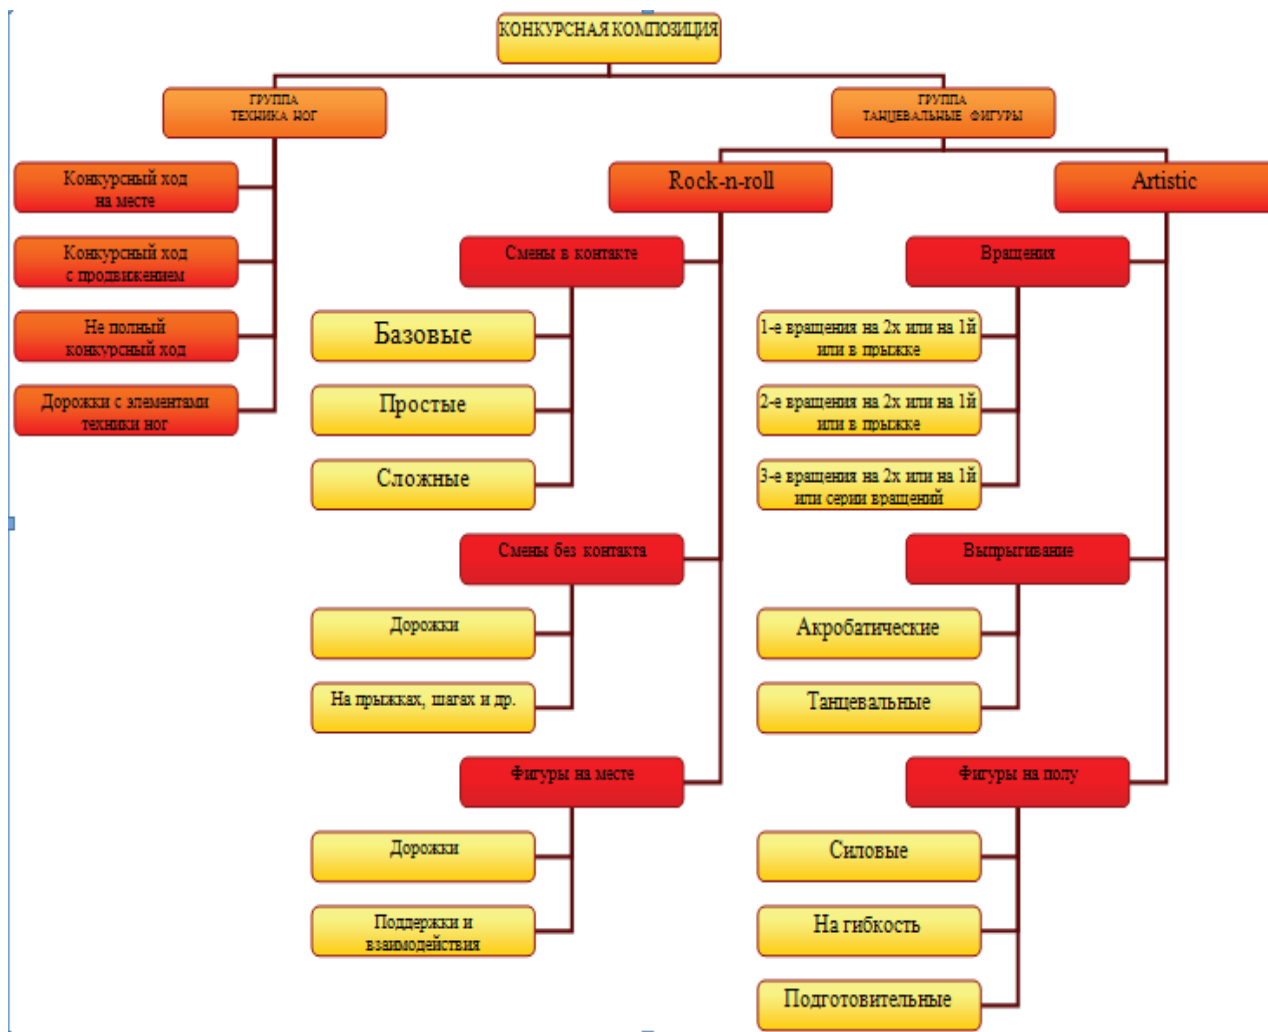 КОНКУРСНАЯ КОМПОЗИЦИЯ
ГРУППА
ТЕХНИКА НОГ
Конкурсный ход
на месте
Конкурсный ход
с продвижением
Не полный
конкурсный ход
Дорожки с элементами
техники ног
ГРУППА
ТАНЦЕВАЛЬНЫЕ ФИГУРЫ
Rock-n-roll
Смены в контакте
Базовые
Простые
Сложные
Смены без контакта
Дорожки
На прыжках, шагах и др.
Фигуры на месте
Дорожки
Поддержки и
взаимодействия
Artistic
Вращения
1-е вращения на 2х или на 1й
или в прыжке
2-е вращения на 2х или на 1й
или в прыжке
3-е вращения на 2х или на 1й
или серии вращений
Выпрыгивание
Акробатические
Танцевальные
Фигуры на полу
Силовые
На гибкость
Подготовительные